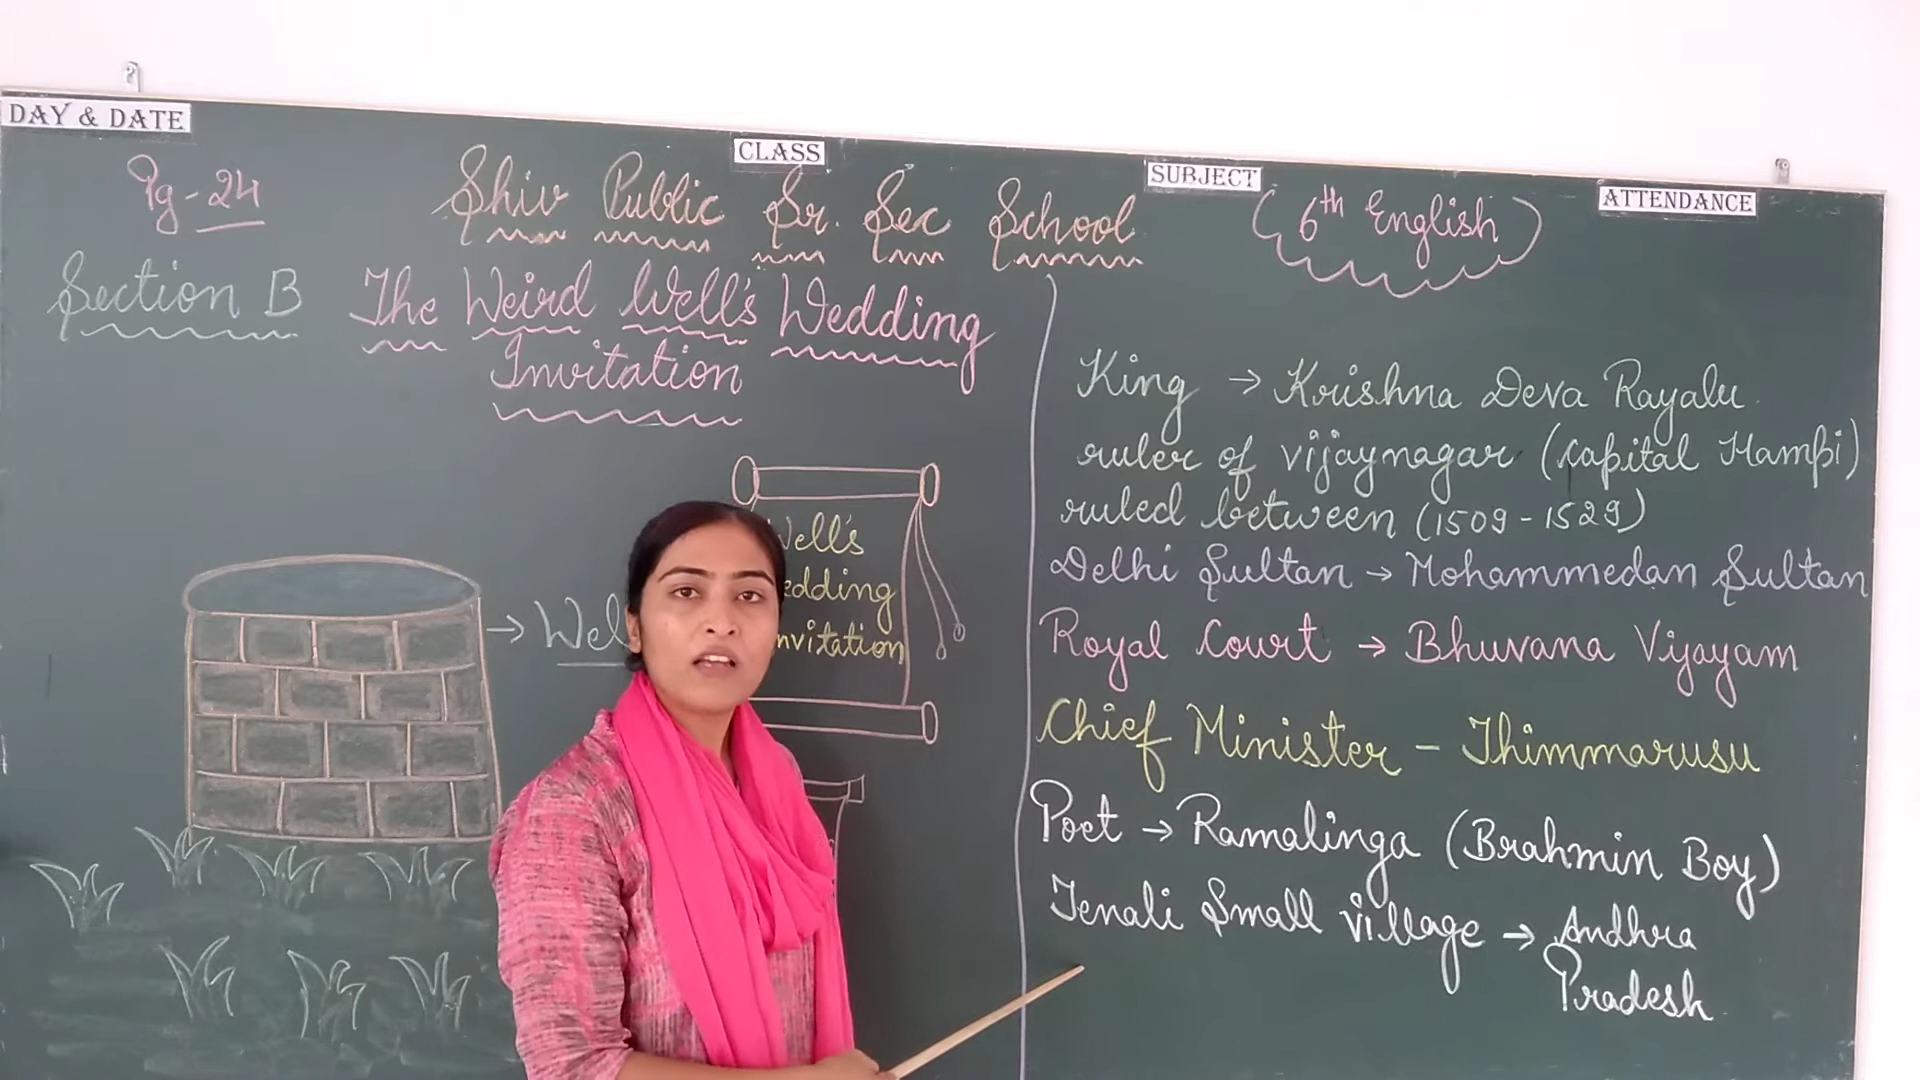 DAY & DATE
CLASS
SUBJECT
ATTENDANCE
Pg-24
Shiv Public Sr. Sec School
(6th English)
Section B
The Weird Well's Wedding
Invitation
King → Krishna Deva Rayalu
ruler of vijaynagar (capital Hampi)
ruled between (1509-1529)
Delhi Sultan → Mohammedan Sultan
Royal Court → Bhuvana Vijayam
Chief Minister - Thimmarusu
Poet → Ramalinga (Brahmin Boy)
Tenali Small village → Andhra
Pradesh
→ Wel
Well's
edding
nvitation